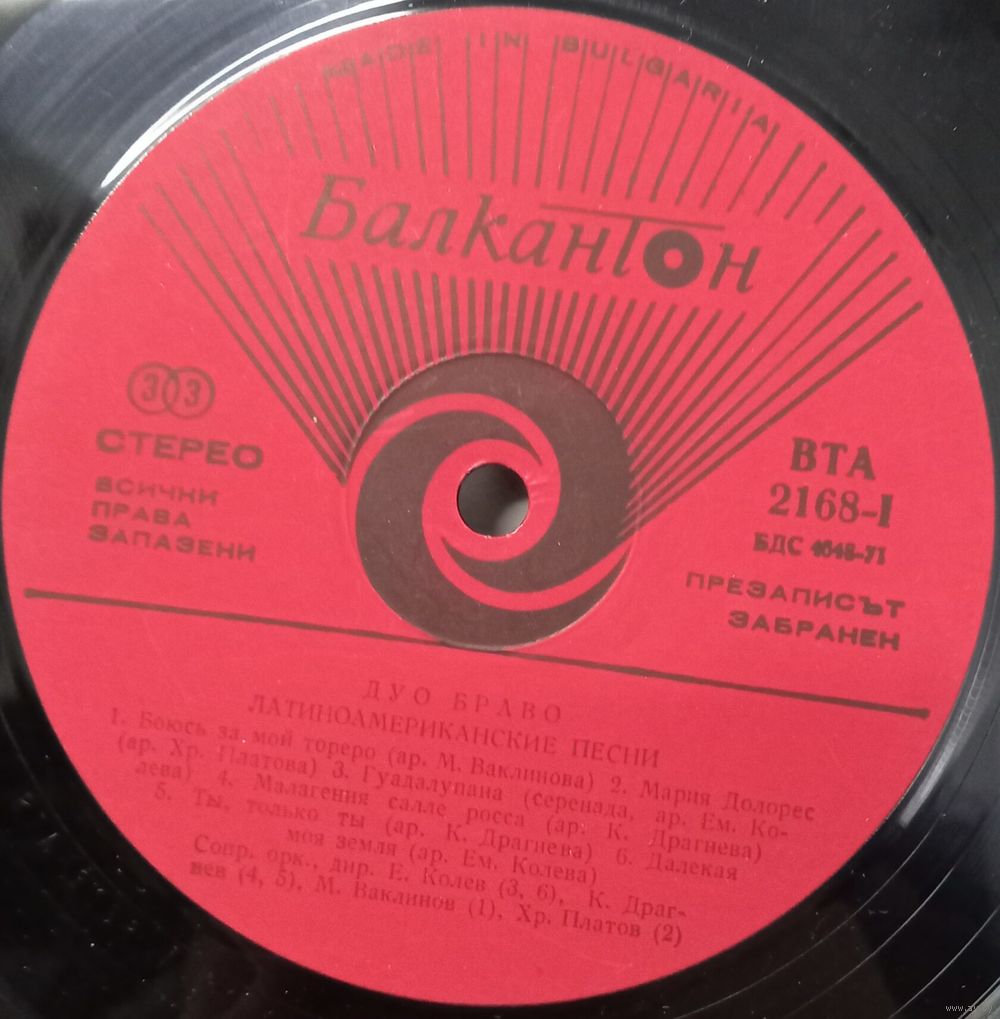 MADE IN BULGARIA
Балкантон
33
СТЕРЕО
ВСИЧКИ
ПРАВА
ЗАПАЗЕНИ
ВТА
2168-I
БДС 4048-71
ПРЕЗАПИСЪТ
ЗАБРАНЕН
ДУО БРАВО
ЛАТИНОАМЕРИКАНСКИЕ ПЕСНИ
1. Боюсь за мой тореро (ар. М. Ваклинова) 2. Мария Долорес
(ар. Хр. Платова) 3. Гуадалупана (серенада, ар. Ем. Ко-
лева) 4. Малагения салле росса (ар. К. Драгнева)
5. Ты, только ты (ар. К. Драгнева) 6. Далекая
моя земля (ар. Ем. Колева)
Сопр. орк., дир. Е. Колев (3, 6), К. Драг-
нев (4, 5), М. Ваклинов (1), Хр. Платов (2)